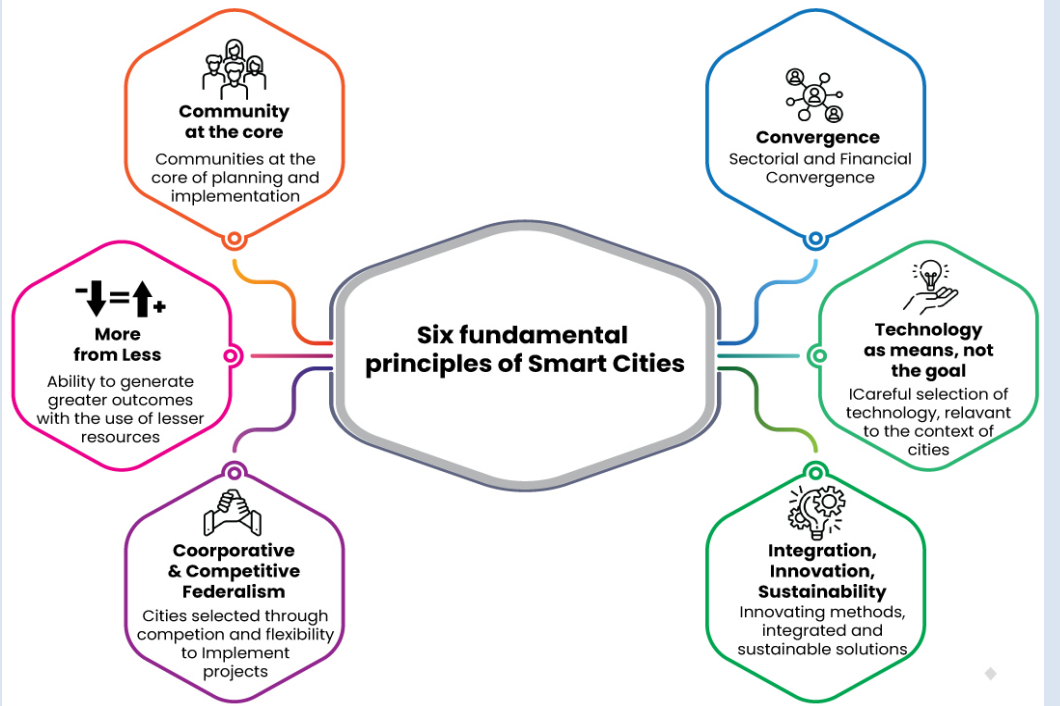 Community
at the core
Communities at the
core of planning and
implementation
Convergence
Sectorial and Financial
Convergence
More
from Less
Ability to generate
greater outcomes
with the use of lesser
resources
Six fundamental
principles of Smart Cities
Technology
as means, not
the goal
ICareful selection of
technology, relavant
to the context of
cities
Coorporative
& Competitive
Federalism
Cities selected through
competion and flexibility
to Implement
projects
Integration,
Innovation,
Sustainability
Innovating methods,
integrated and
sustainable solutions